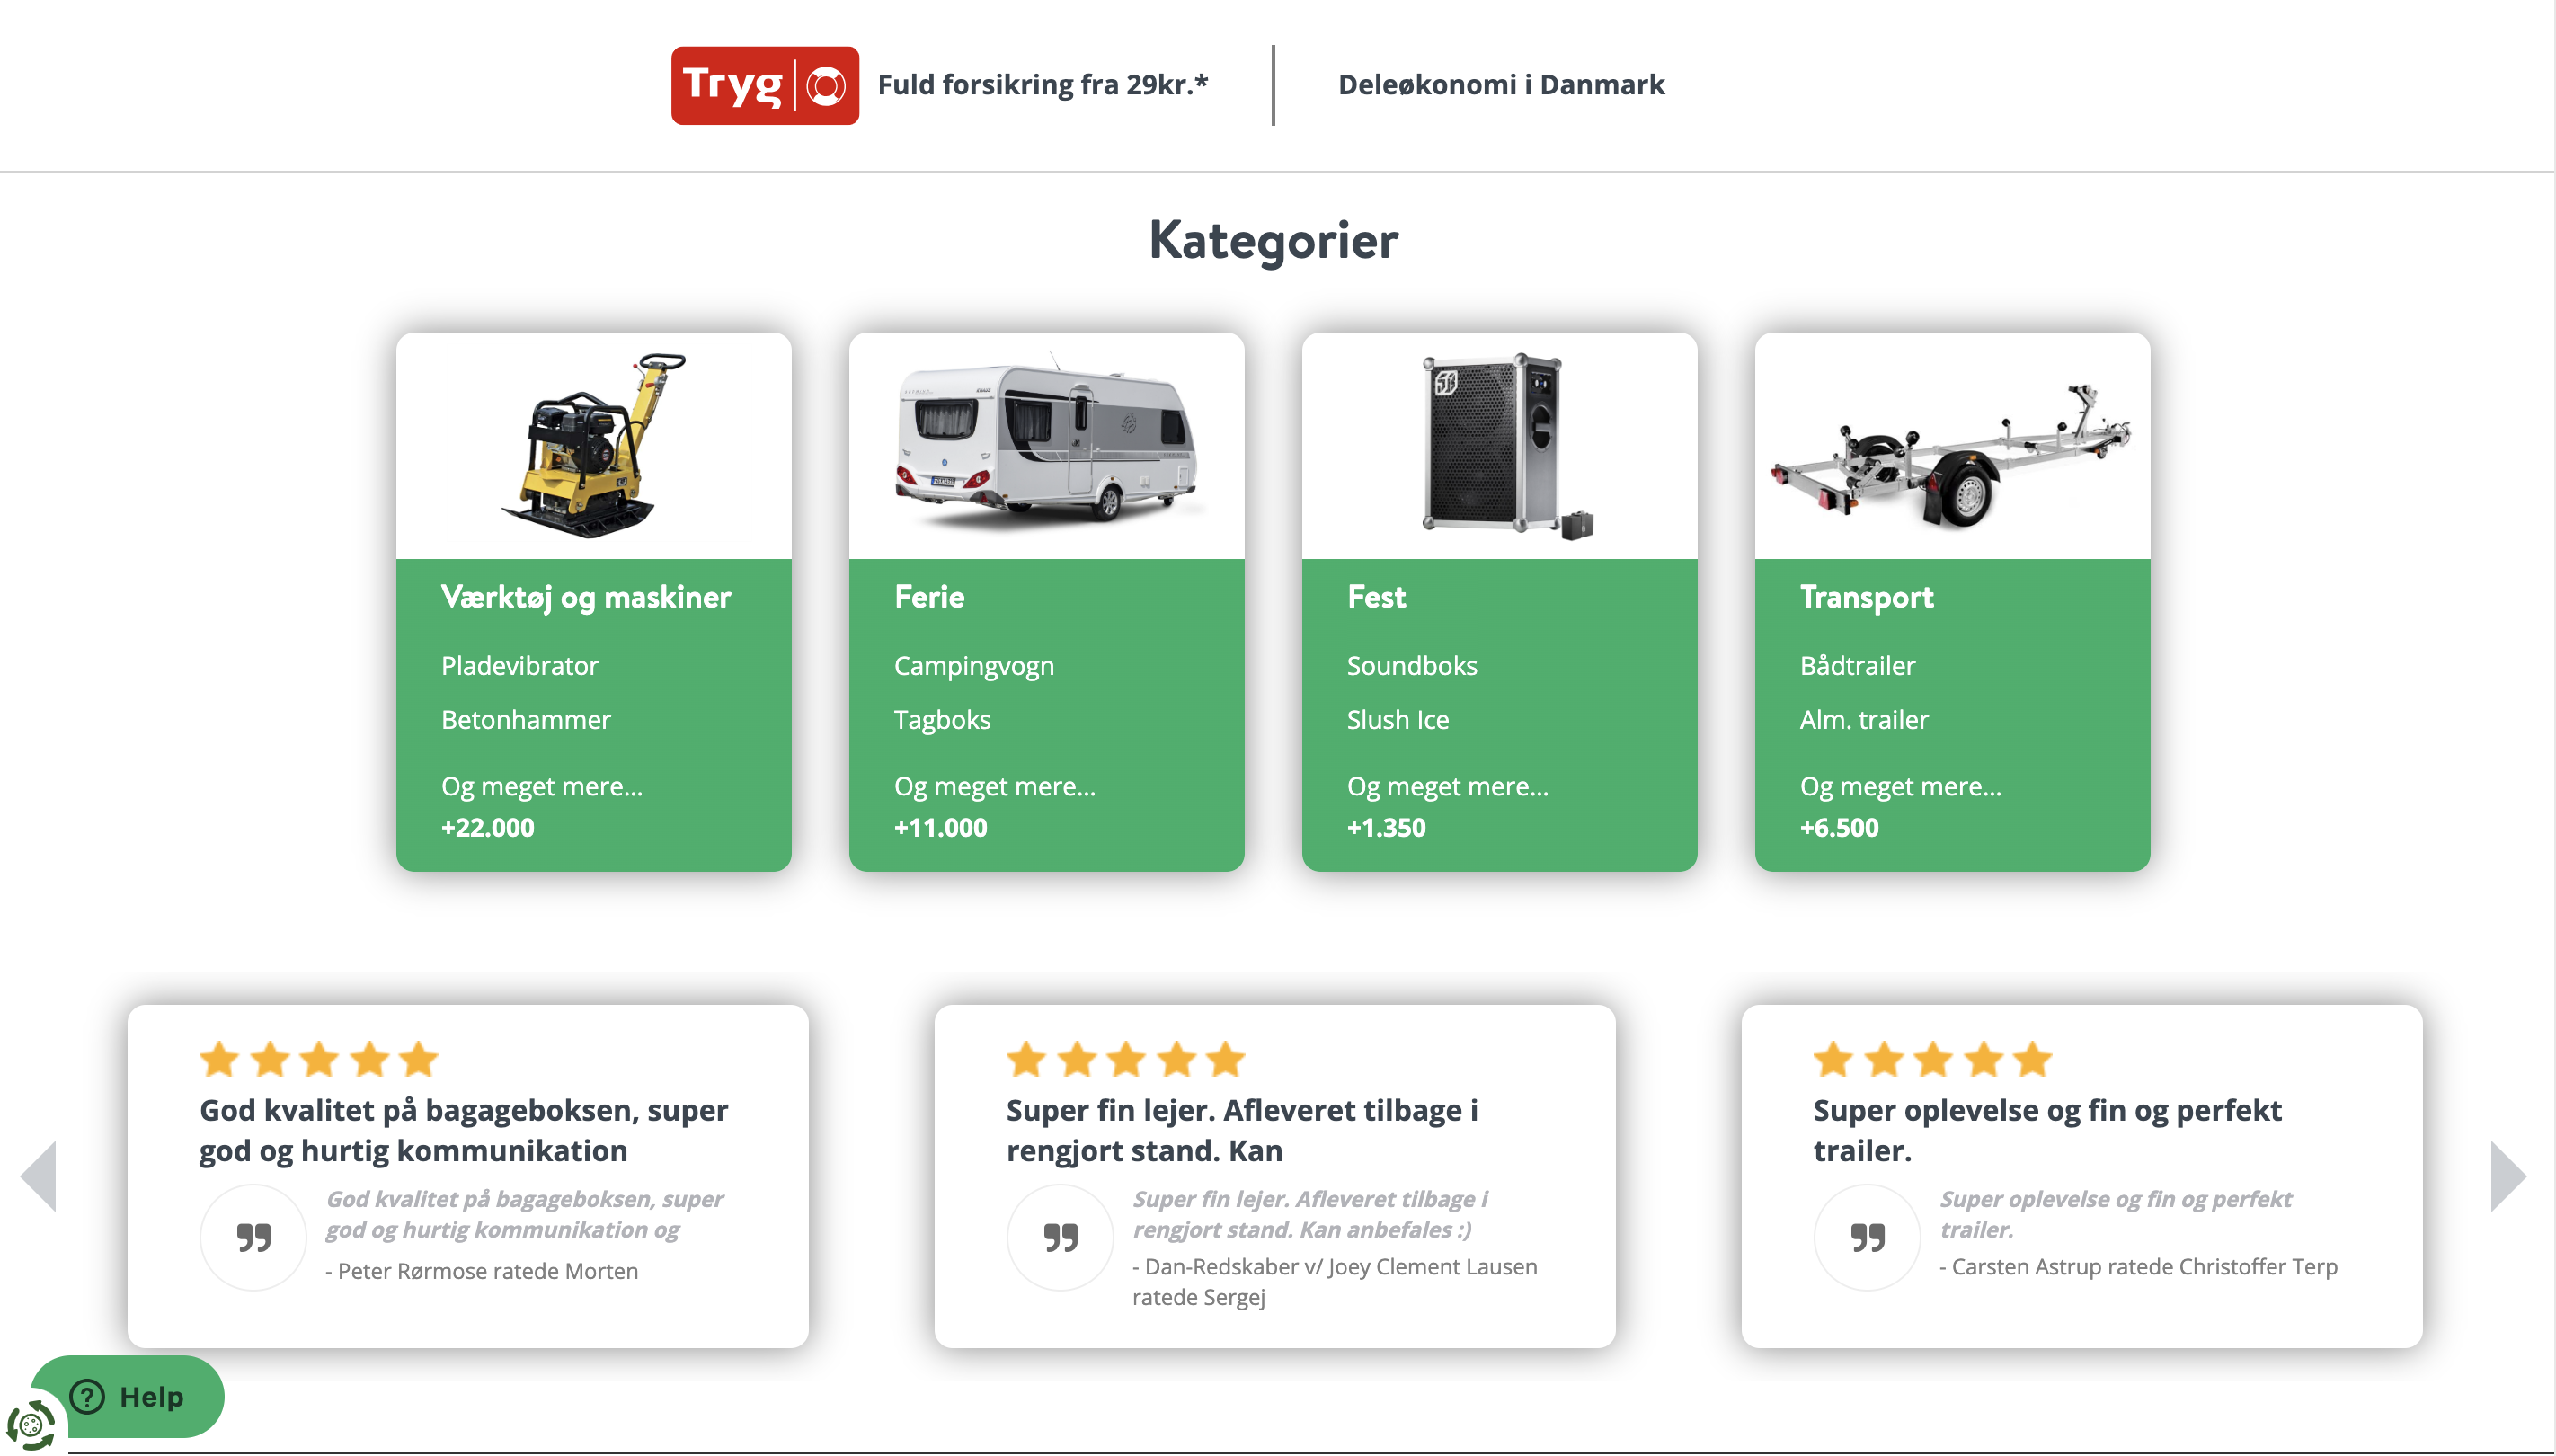 Tryg
Fuld forsikring fra 29kr.*
Deleøkonomi i Danmark
Kategorier
Værktøj og maskiner
Pladevibrator
Betonhammer
Og meget mere...
+22.000
Ferie
Campingvogn
Tagboks
Og meget mere...
+11.000
Fest
Soundboks
Slush Ice
Og meget mere...
+1.350
Transport
Bådtrailer
Alm. trailer
Og meget mere...
+6.500
God kvalitet på bagageboksen, super
god og hurtig kommunikation
God kvalitet på bagageboksen, super
god og hurtig kommunikation og
- Peter Rørmose ratede Morten
Super fin lejer. Afleveret tilbage i
rengjort stand. Kan
Super fin lejer. Afleveret tilbage i
rengjort stand. Kan anbefales :)
- Dan-Redskaber v/ Joey Clement Lausen
ratede Sergej
Super oplevelse og fin og perfekt
trailer.
Super oplevelse og fin og perfekt
trailer.
- Carsten Astrup ratede Christoffer Terp
Help